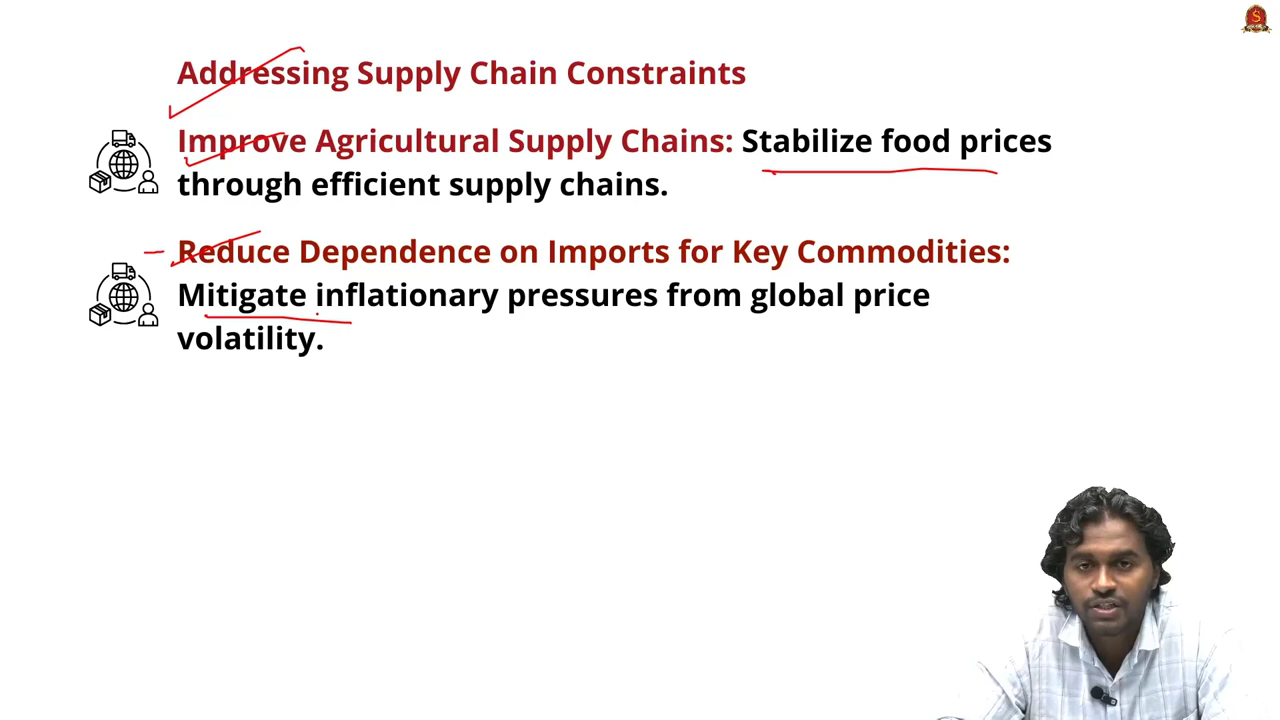 Addressing Supply Chain Constraints
Improve Agricultural Supply Chains: Stabilize food prices
through efficient supply chains.
Reduce Dependence on Imports for Key Commodities:
Mitigate inflationary pressures from global price
volatility.